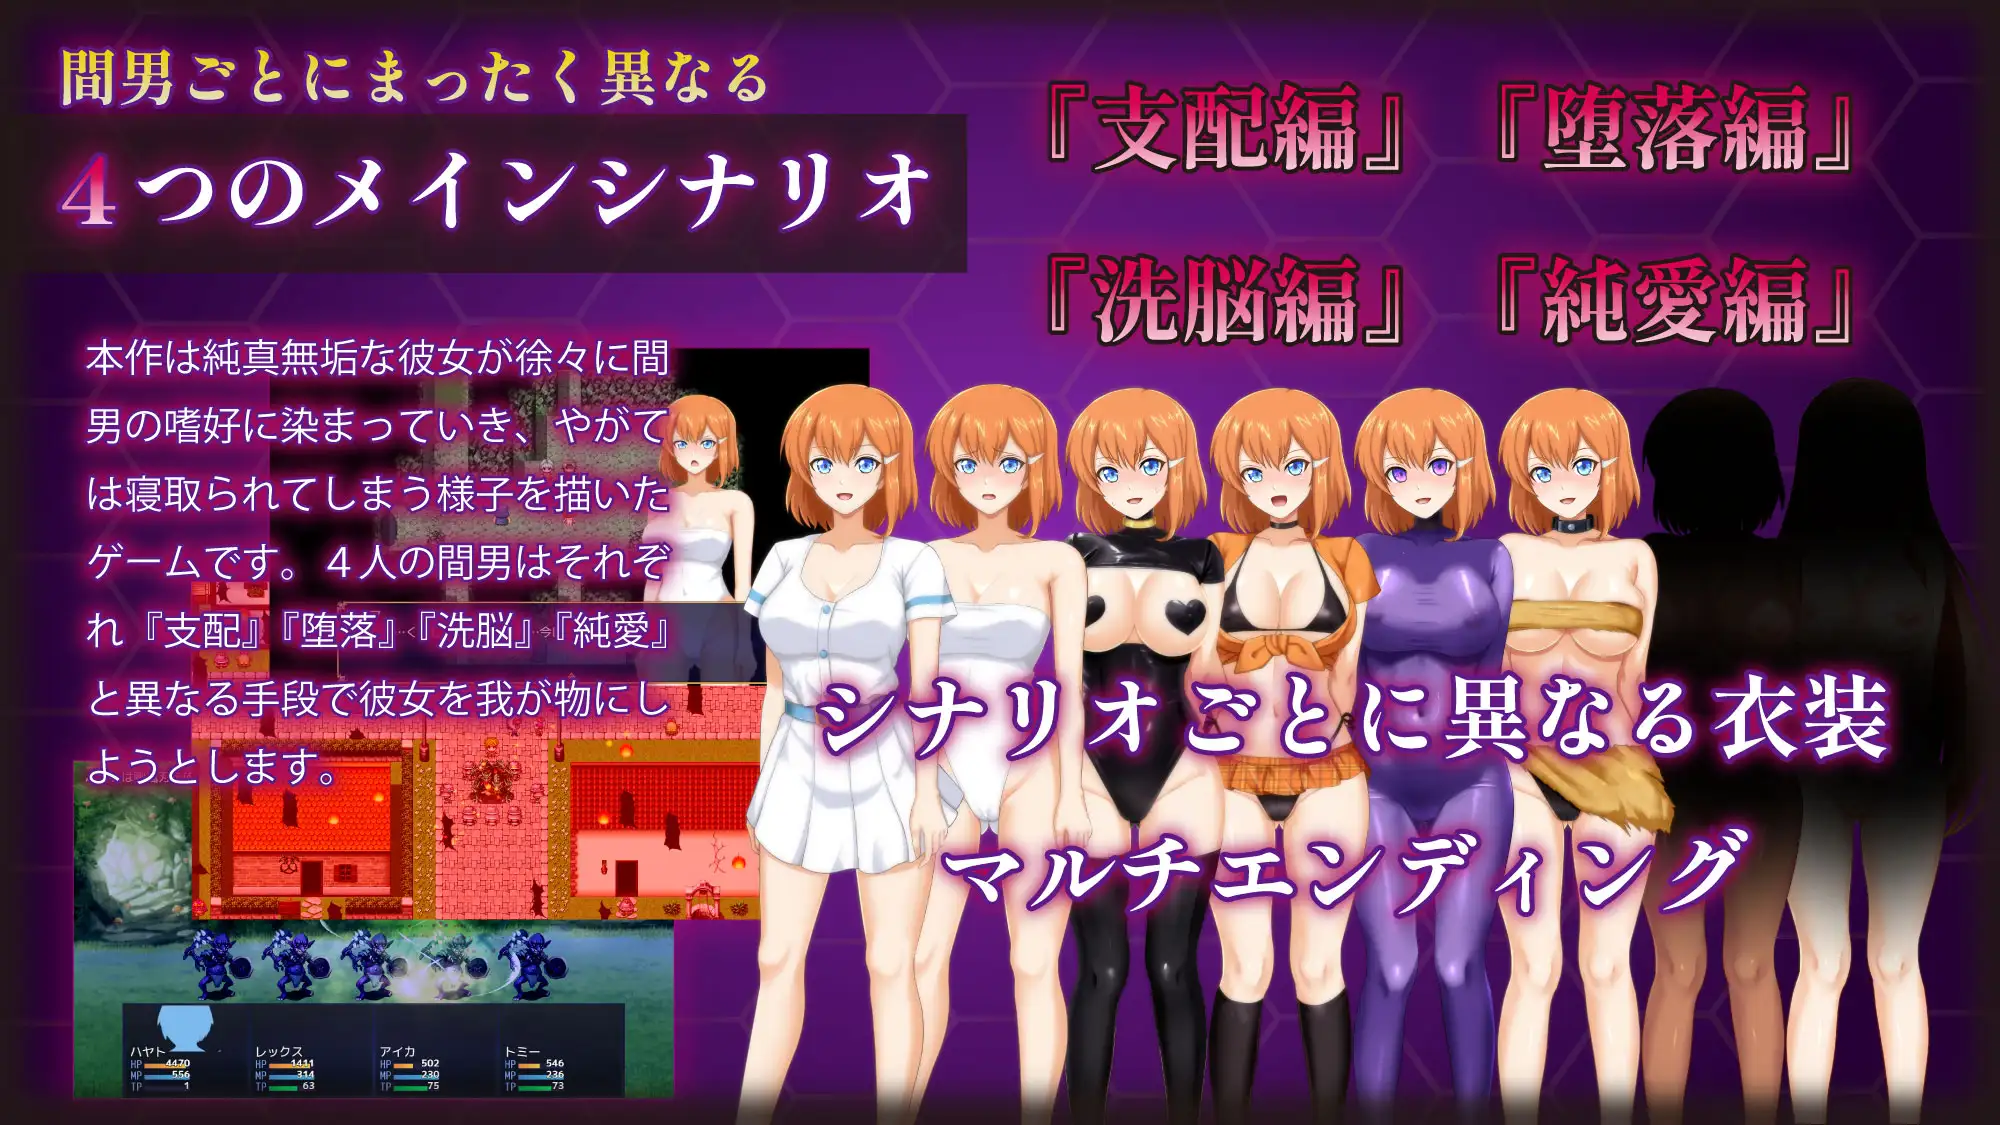 間男ごとにまったく異なる
4つのメインシナリオ
『支配編』 『堕落編』
『洗脳編』 『純愛編』
本作は純真無垢な彼女が徐々に間
男の嗜好に染まっていき、やがて
は寝取られてしまう様子を描いた
ゲームです。４人の間男はそれぞ
れ『支配』『堕落』『洗脳』『純愛』
と異なる手段で彼女を我が物にし
ようとします。
シナリオごとに異なる衣装
マルチエンディング
ハヤト レックス アイカ トミー
HP 4470 HP 1411 HP 502 HP 546
MP 556 MP 314 MP 230 MP 236
TP 1 TP 63 TP 75 TP 73